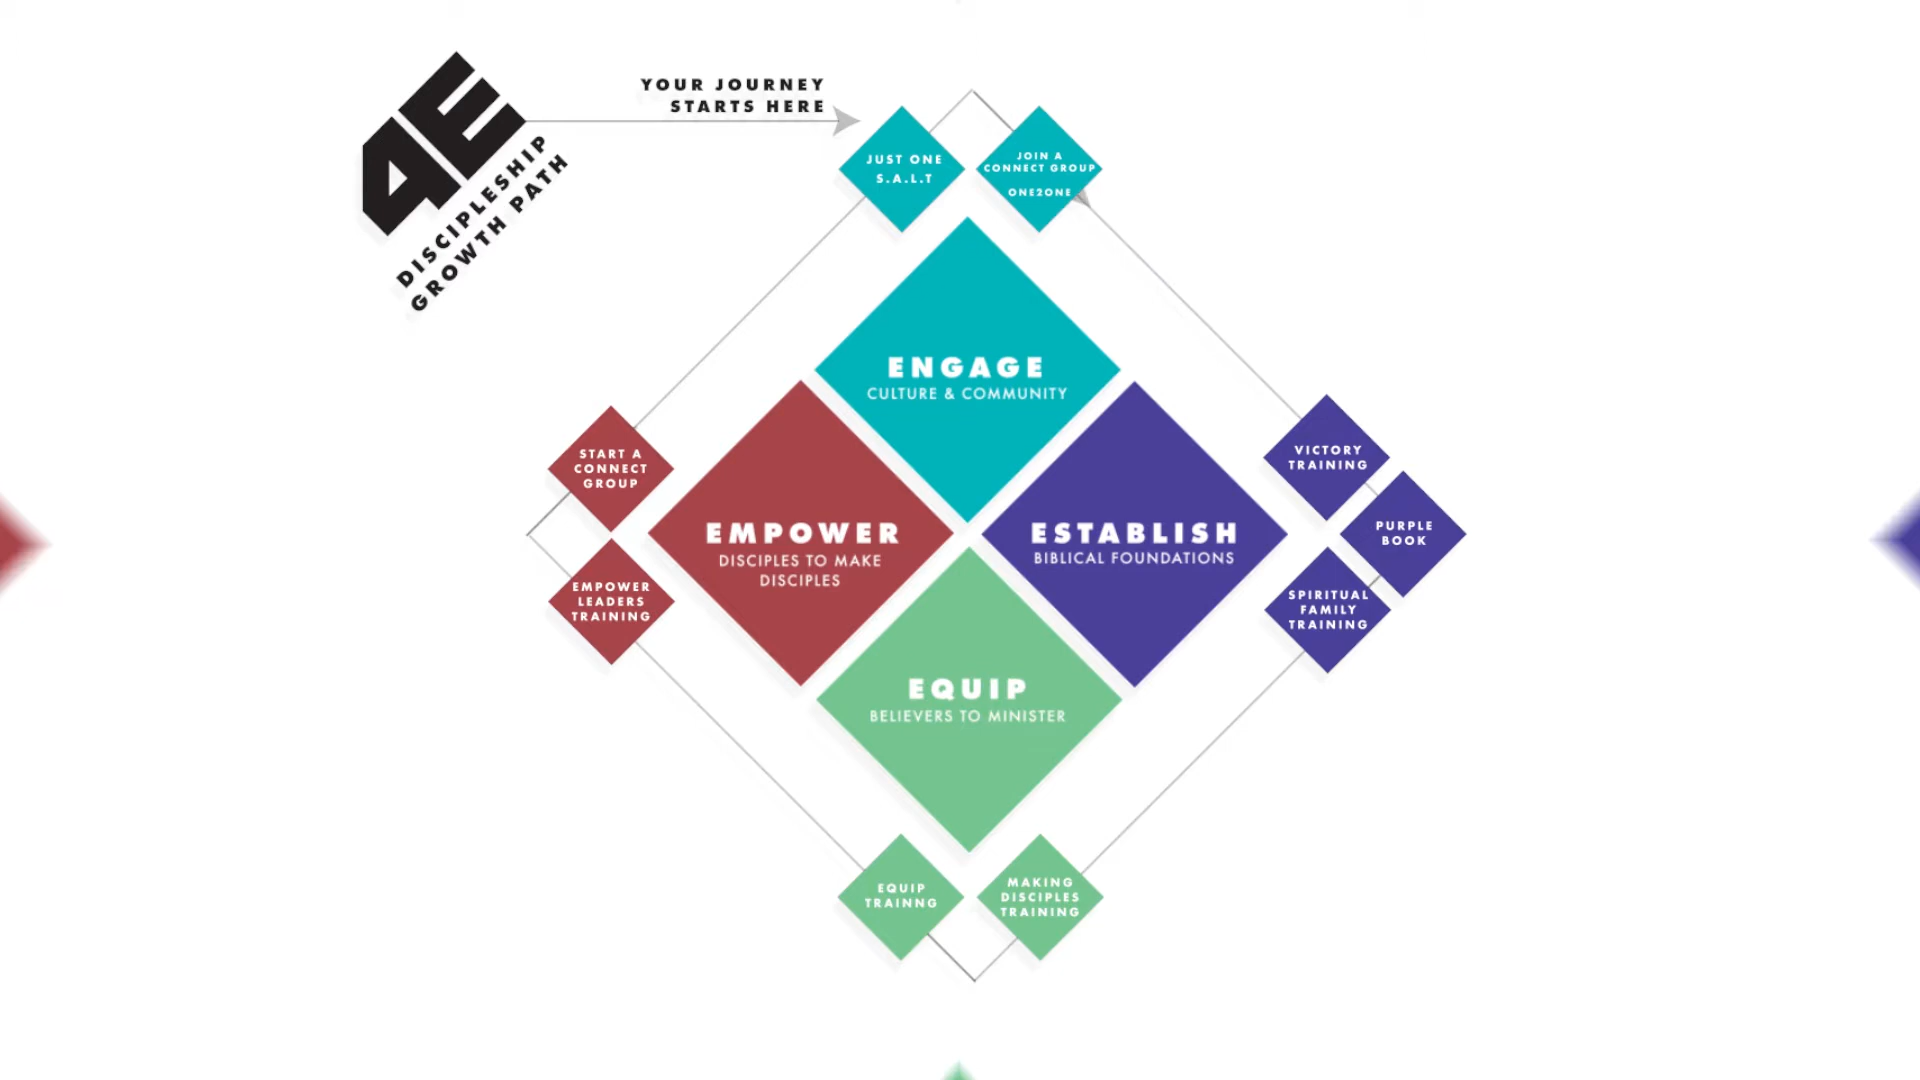 4E
DISCIPLESHIP
GROWTH PATH
YOUR JOURNEY
STARTS HERE
JUST ONE
S.A.L.T
JOIN A
CONNECT GROUP
ONE2ONE
ENGAGE
CULTURE & COMMUNITY
EMPOWER
DISCIPLES TO MAKE
DISCIPLES
ESTABLISH
BIBLICAL FOUNDATIONS
EQUIP
BELIEVERS TO MINISTER
VICTORY
TRAINING
PURPLE
BOOK
SPIRITUAL
FAMILY
TRAINING
MAKING
DISCIPLES
TRAINING
EQUIP
TRAINNG
EMPOWER
LEADERS
TRAINING
START A
CONNECT
GROUP